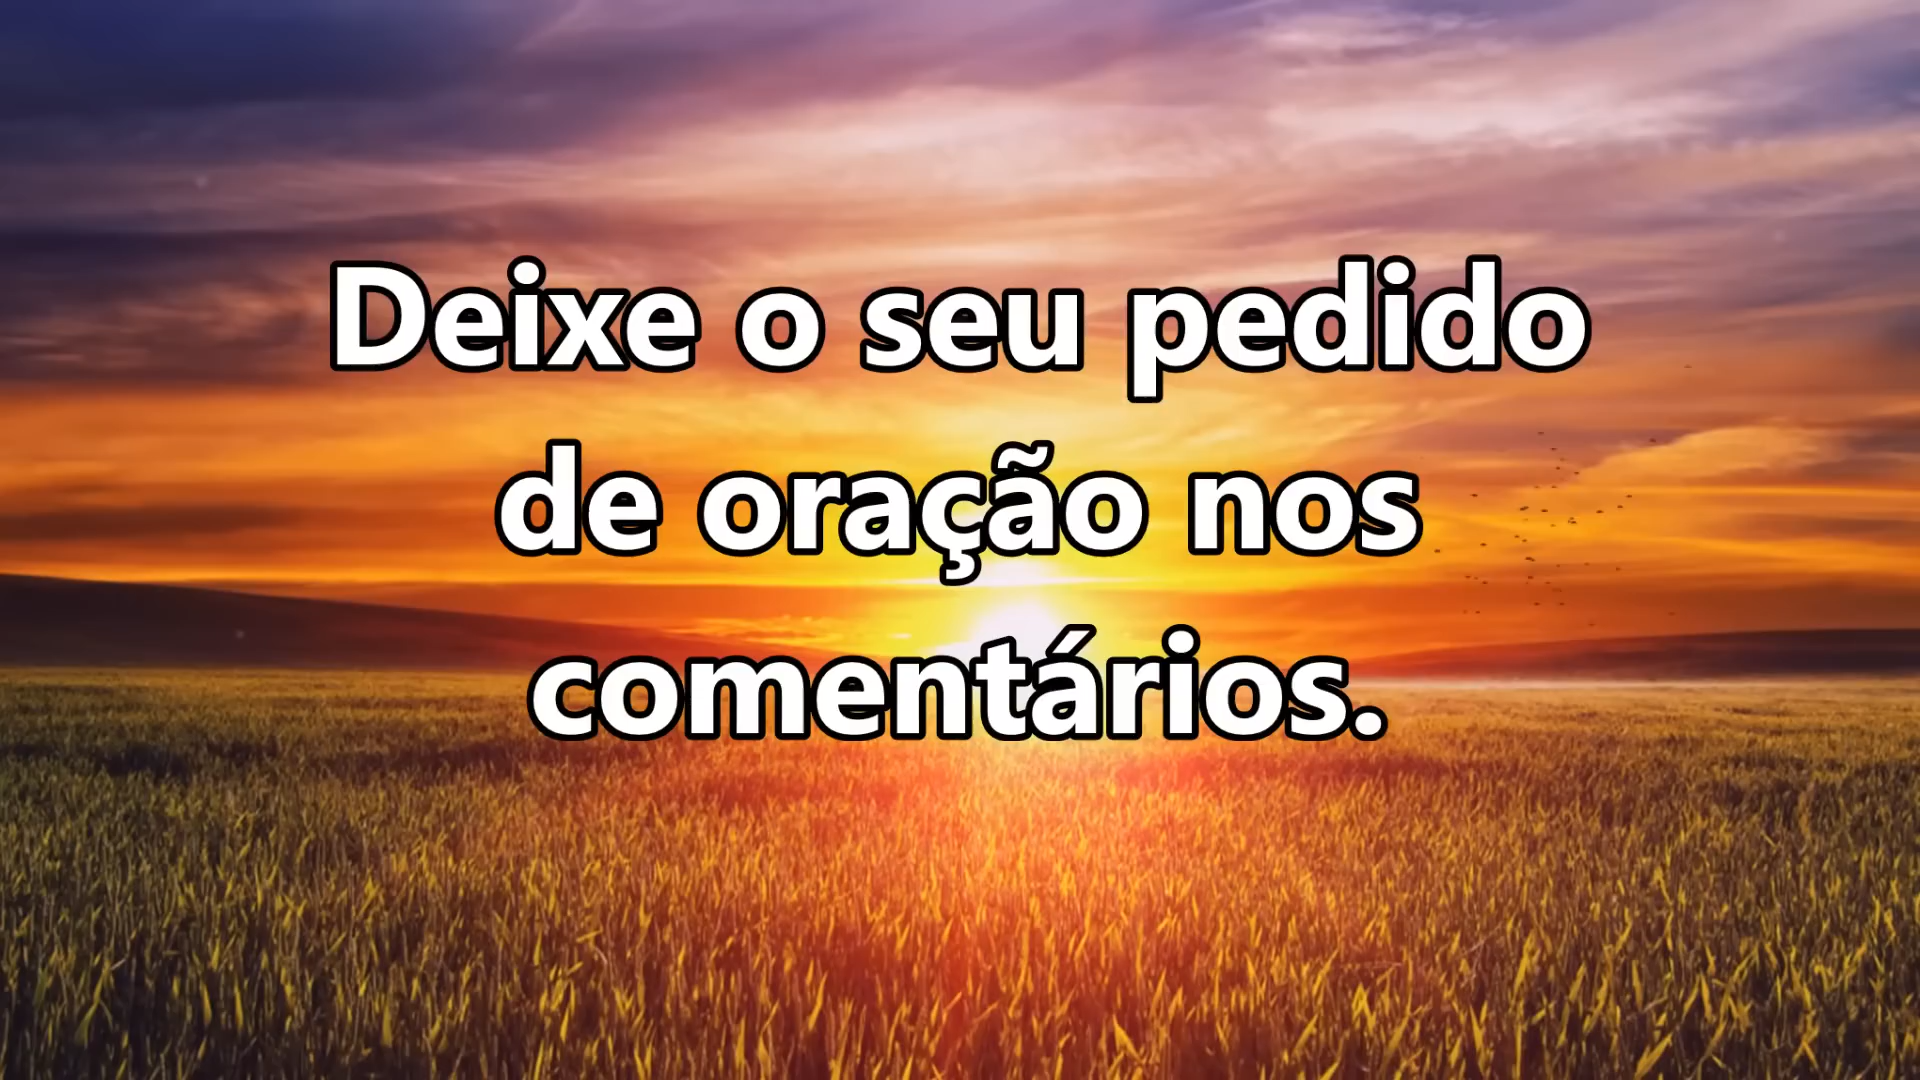 Deixe o seu pedido
de oração nos
comentários.